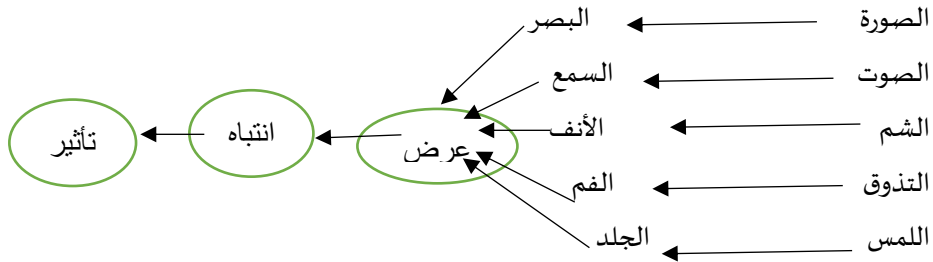 الصورة البصر
الصوت السمع
الشم الأنف عرض انتباه تأثير
التذوق الفم
اللمس الجلد